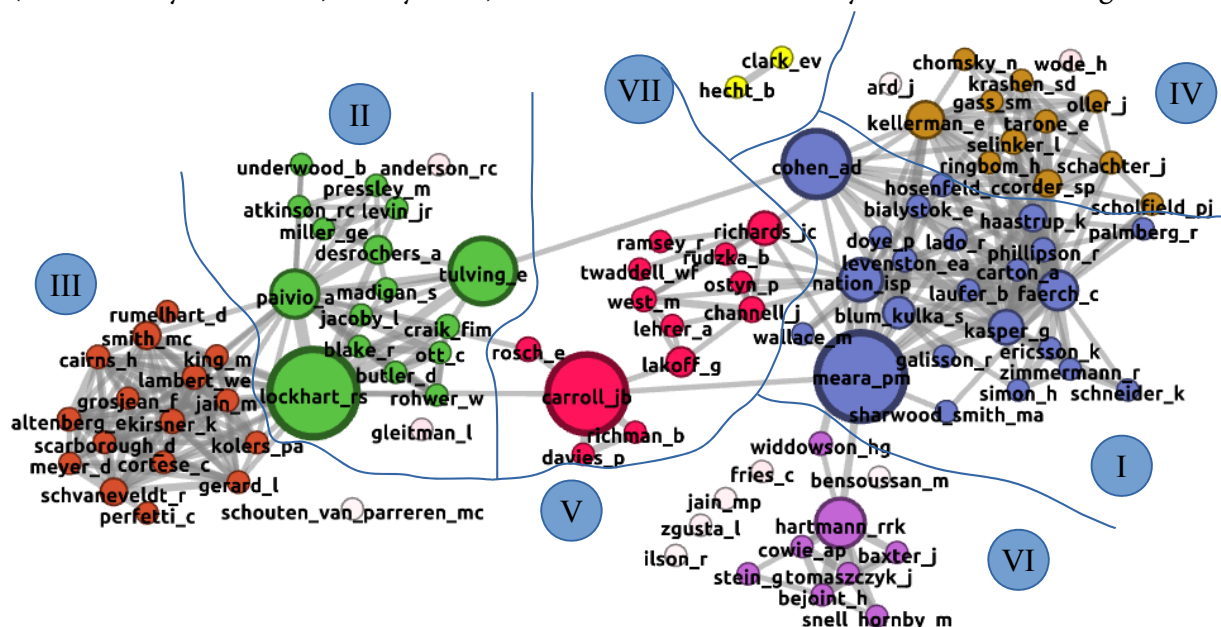 clark_ev
hecht_b
VII
chomsky_n
wode_h
krashen_sd
ard_j
gass_sm
oller_j
IV
kellerman_e
tarone_e
selinker_l
ringbom_h
schachter_j
corder_sp
scholfield_pj
II
underwood_b
anderson_rc
pressley_m
atkinson_rc
levin_jr
miller_ge
desrochers_a
tulving_e
paivio_a
madigan_s
jacoby_l
craik_fim
blake_r
ott_c
butler_d
rohwer_w
lockhart_rs
gleitman_l
III
rumelhart_d
smith_mc
cairns_h
king_m
lambert_we
grosjean_f
jain_m
altenberg_e
kirsner_k
scarborough_d
kolers_pa
meyer_d
cortese_c
schvaneveldt_r
gerard_l
perfetti_c
schouten_van_parreren_mc
cohen_ad
hosenfeld_c
bialystok_e
haastrup_k
palmberg_r
doye_p
lado_r
phillipson_r
levenston_ea
carton_a
nation_isp
laufer_b
faerch_c
blum_kulka_s
wallace_m
kasper_g
galisson_r
ericsson_k
zimmermann_r
meara_pm
simon_h
schneider_k
sharwood_smith_ma
I
richards_jc
ramsey_r
rudzka_b
twaddell_wf
ostyn_p
west_m
channell_j
lehrer_a
rosch_e
lakoff_g
carroll_jb
richman_b
davies_p
V
widdowson_hg
fries_c
bensoussan_m
jain_mp
zgusta_l
hartmann_rrk
ilson_r
cowie_ap
baxter_j
stein_g
tomaszczyk_j
bejoint_h
snell_hornby_m
VI